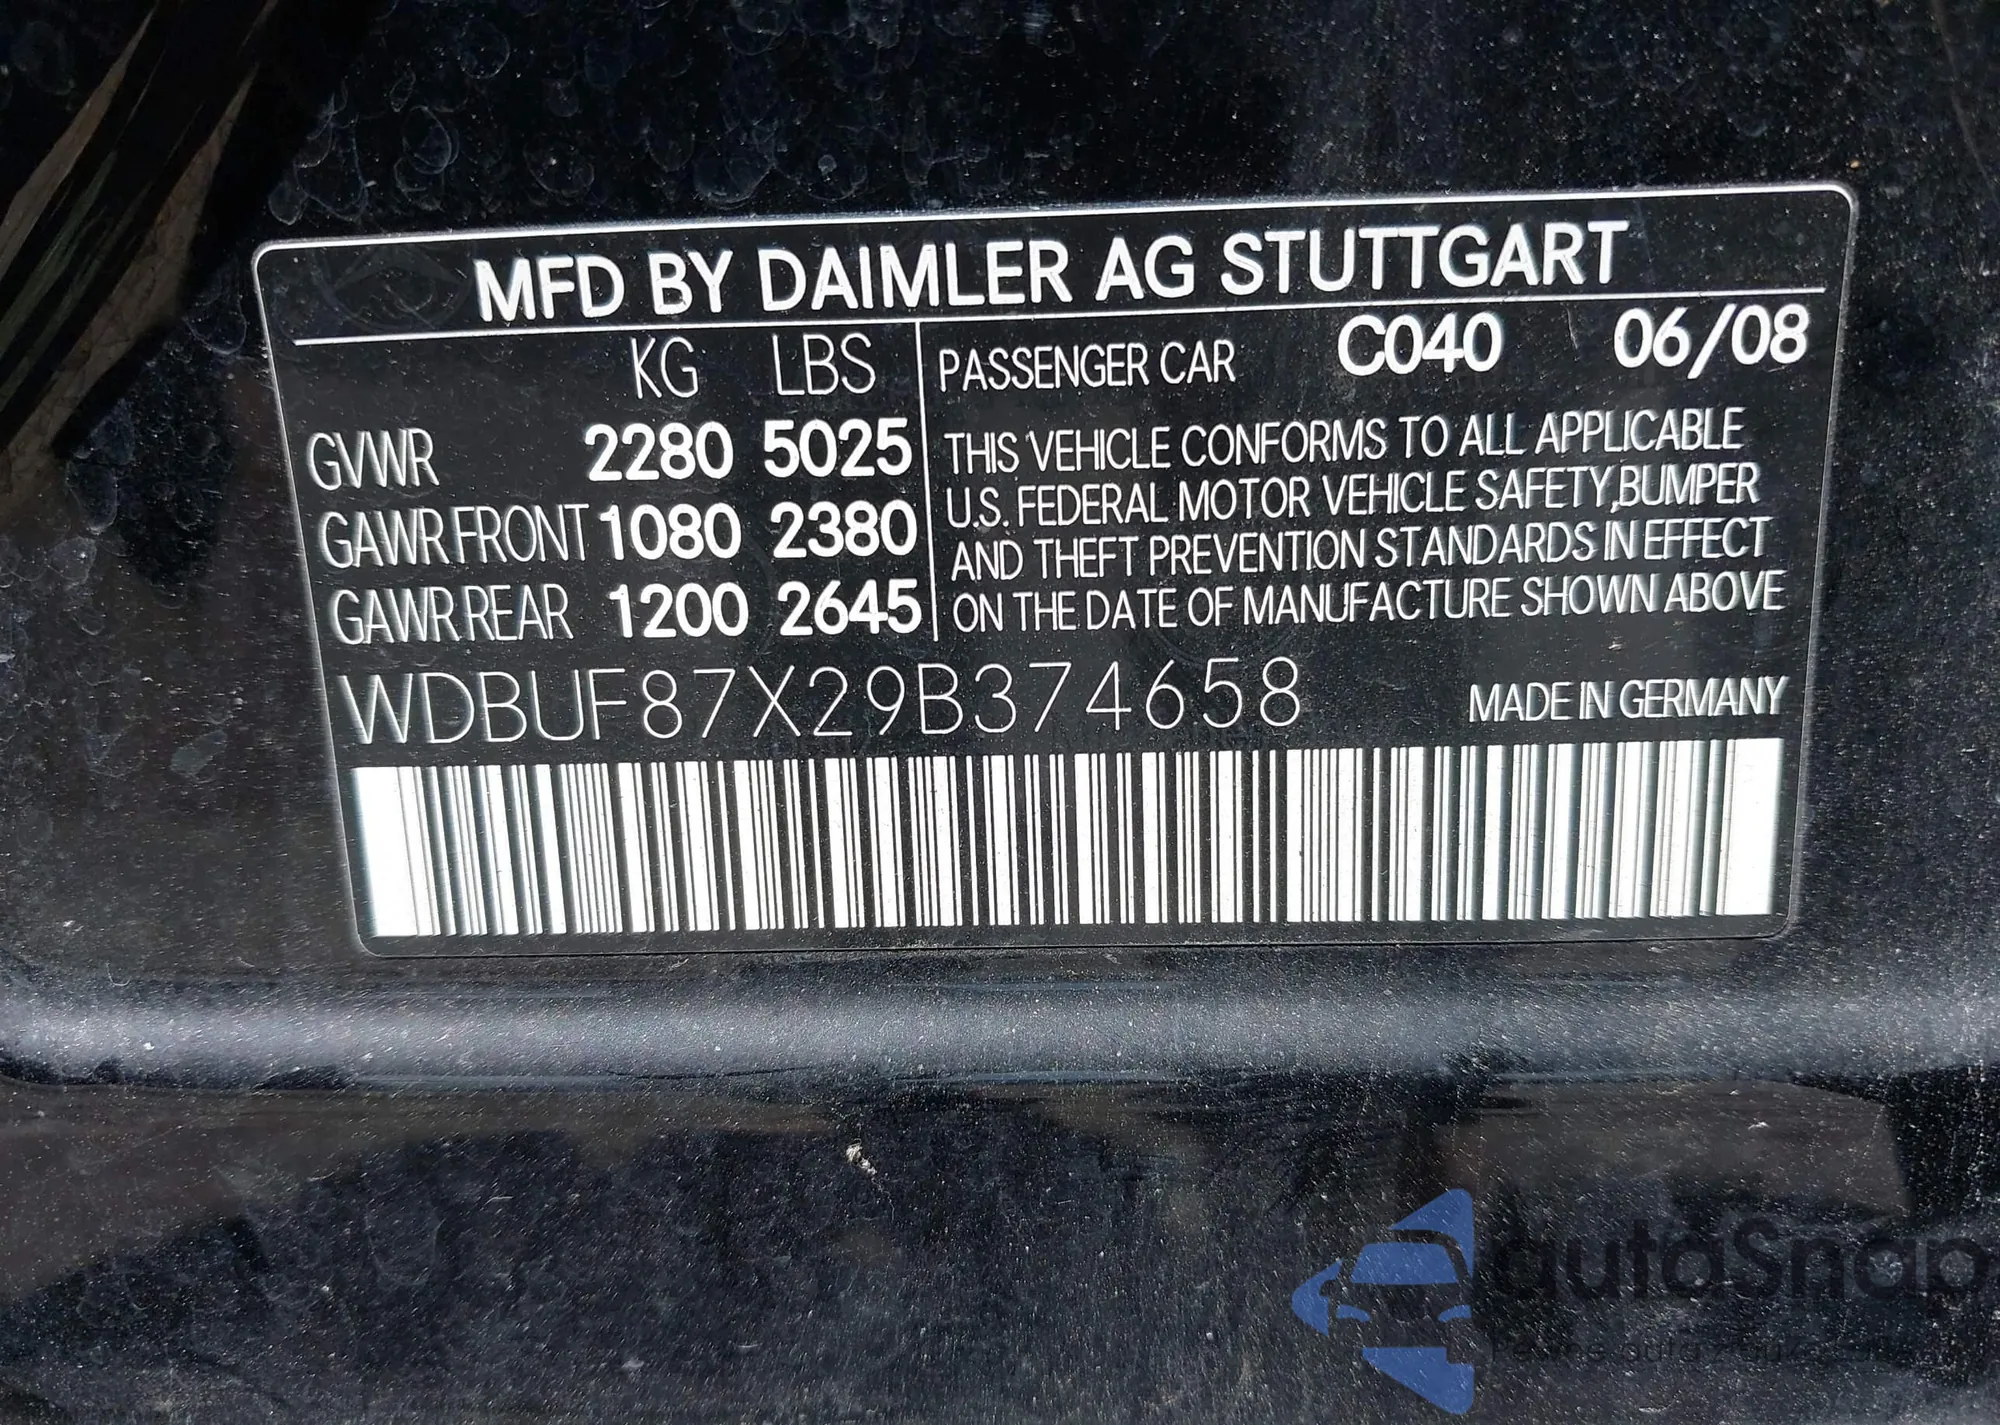 MFD BY DAIMLER AG STUTTGART
KG LBS
GVWR 2280 5025
GAWR FRONT 1080 2380
GAWR REAR 1200 2645
PASSENGER CAR C040 06/08
THIS VEHICLE CONFORMS TO ALL APPLICABLE
U.S. FEDERAL MOTOR VEHICLE SAFETY,BUMPER
AND THEFT PREVENTION STANDARDS IN EFFECT
ON THE DATE OF MANUFACTURE SHOWN ABOVE
WDBUF87X29B374658
MADE IN GERMANY
autoSnap